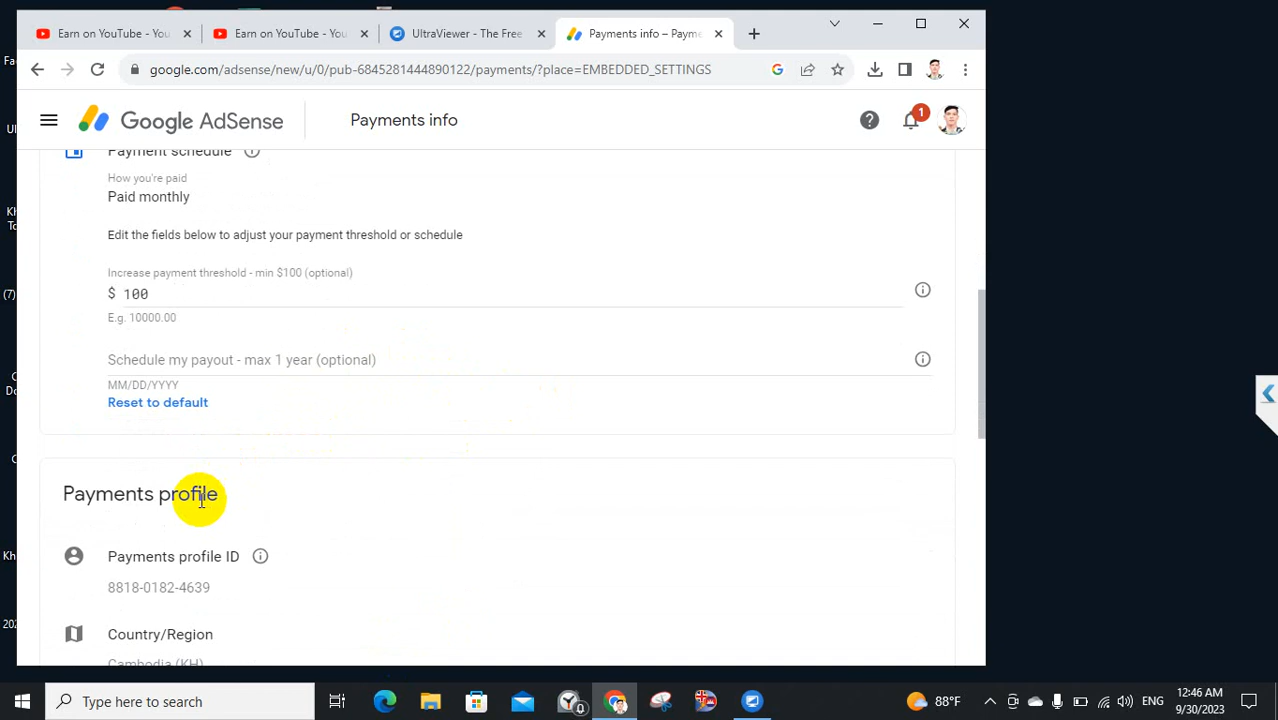 Earn on YouTube - You
Earn on YouTube - You
UltraViewer - The Free
Payments info – Payme
google.com/adsense/new/u/0/pub-6845281444890122/payments/?place=EMBEDDED_SETTINGS
Google AdSense
Payments info
1
Payment schedule
How you're paid
Paid monthly
Edit the fields below to adjust your payment threshold or schedule
Increase payment threshold - min $100 (optional)
$ 100
E.g. 10000.00
Schedule my payout - max 1 year (optional)
MM/DD/YYYY
Reset to default
Payments profile
Payments profile ID
8818-0182-4639
Country/Region
Cambodia (KH)
Type here to search
0
88°F
ENG
12:46 AM
9/30/2023